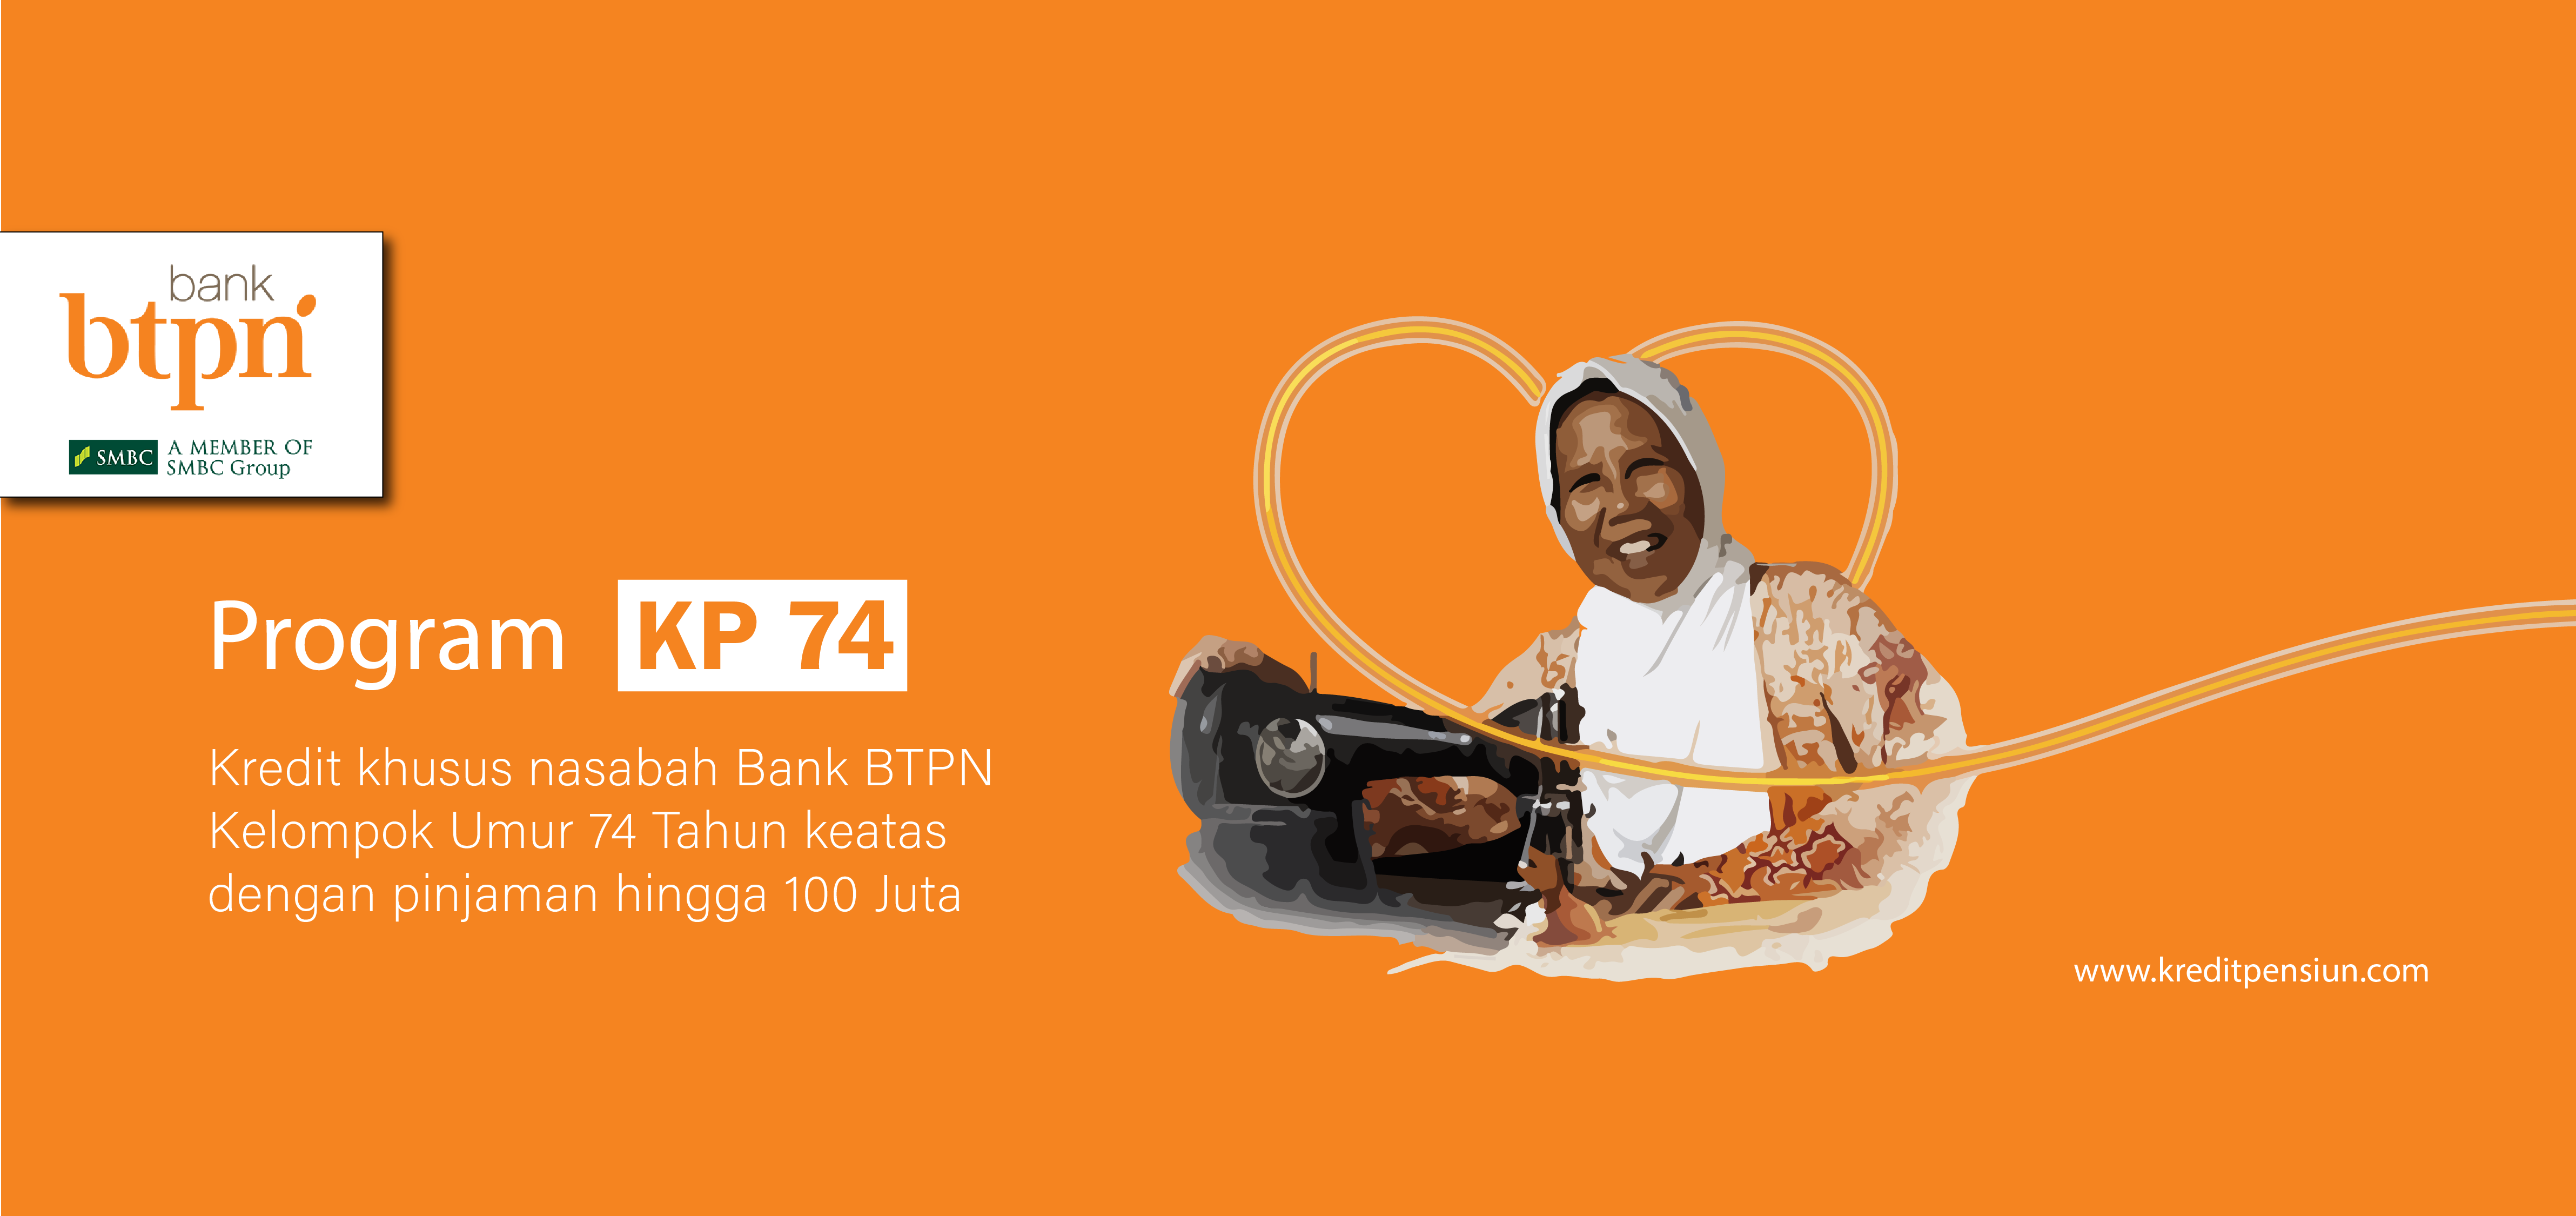 bank
btpn
SMBC
A MEMBER OF
SMBC Group
Program KP 74
Kredit khusus nasabah Bank BTPN
Kelompok Umur 74 Tahun keatas
dengan pinjaman hingga 100 Juta
www.kreditpensiun.com